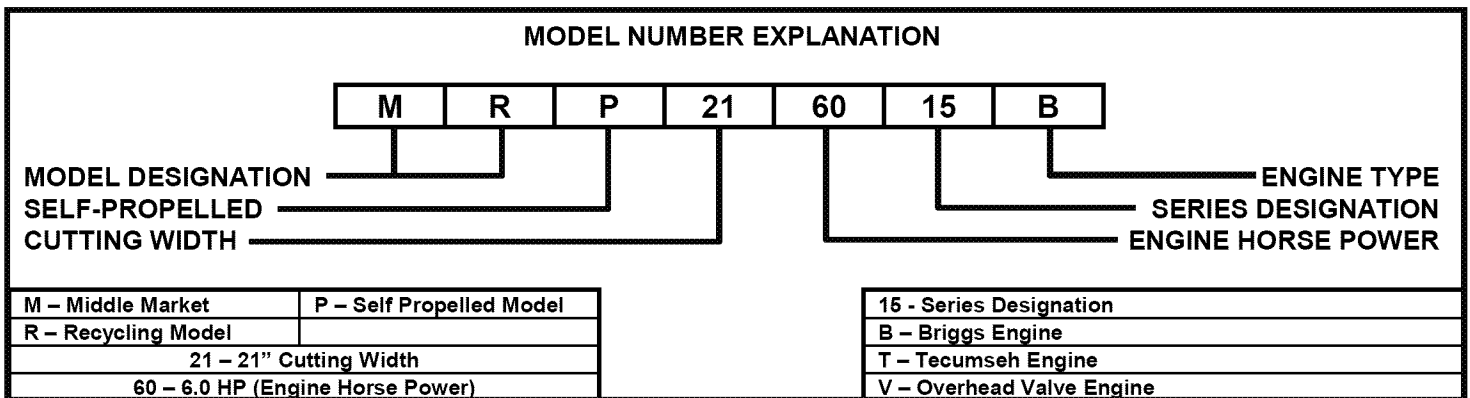 MODEL NUMBER EXPLANATION
M R P 21 60 15 B
MODEL DESIGNATION ENGINE TYPE
SELF-PROPELLED SERIES DESIGNATION
CUTTING WIDTH ENGINE HORSE POWER
M – Middle Market P – Self Propelled Model 15 - Series Designation
R – Recycling Model B – Briggs Engine
21 – 21” Cutting Width T – Tecumseh Engine
60 – 6.0 HP (Engine Horse Power) V – Overhead Valve Engine